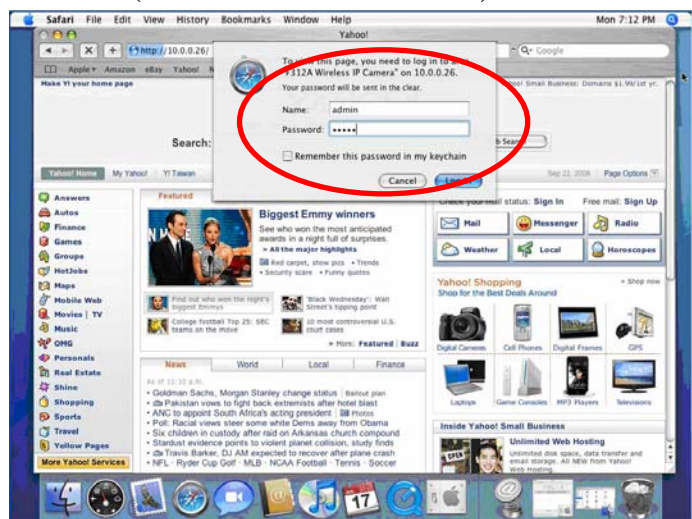 Safari File Edit View History Bookmarks Window Help Mon 7:12 PM
Yahoo!
http://10.0.0.26/
Q- Google
Apple Amazon eBay Yahoo!
To view this page, you need to log in to
312A Wireless IP Camera" on 10.0.0.26.
Your password will be sent in the clear.
Name: admin
Password: •••••
Remember this password in my keychain
Cancel
Make Y! your home page
Small Business: Domains $1.99/1st yr.
Search:
Yahoo! Home My Yahoo! Y! Taiwan
Sep 22, 2008 Page Options
Answers
Autos
Finance
Games
Groups
HotJobs
Maps
Mobile Web
Movies | TV
Music
OMG
Personals
Real Estate
Shine
Shopping
Sports
Travel
Yellow Pages
More Yahoo! Services
Featured
Biggest Emmy winners
See who won the most anticipated
awards in a night full of surprises.
» All the major highlights
Red carpet, show pics • Trends
• Security scare • Funny quotes
Find out who won the night's
biggest Emmys
'Black Wednesday': Wall
Street's tipping point
College football Top 25: SEC
teams on the move
10 most controversial U.S.
court cases
» More: Featured | Buzz
News World Local Finance
As of 11:10 a.m.
• Goldman Sachs, Morgan Stanley change status | Bailout plan
• Pakistan vows to fight back extremists after hotel blast
• ANC to appoint South Africa's acting president | Photos
• Poll: Racial views steer some white Dems away from Obama
• Six children in custody after raid on Arkansas church compound
• Stardust evidence points to violent planet collision, study finds
• Travis Barker, DJ AM expected to recover after plane crash
• NFL · Ryder Cup Golf · MLB · NCAA Football · Tennis · Soccer
Check your mail status: Sign In Free mail: Sign Up
Mail Messenger Radio
Weather Local Horoscopes
Yahoo! Shopping » Shop now
Shop for the Best Deals Around
Digital Cameras Cell Phones Digital Frames GPS
Laptops Game Consoles MP3 Players Televisions
Inside Yahoo! Small Business
Unlimited Web Hosting
Unlimited disk space, data transfer and
email storage. All NEW from Yahoo!
Web Hosting.
OPEN
17